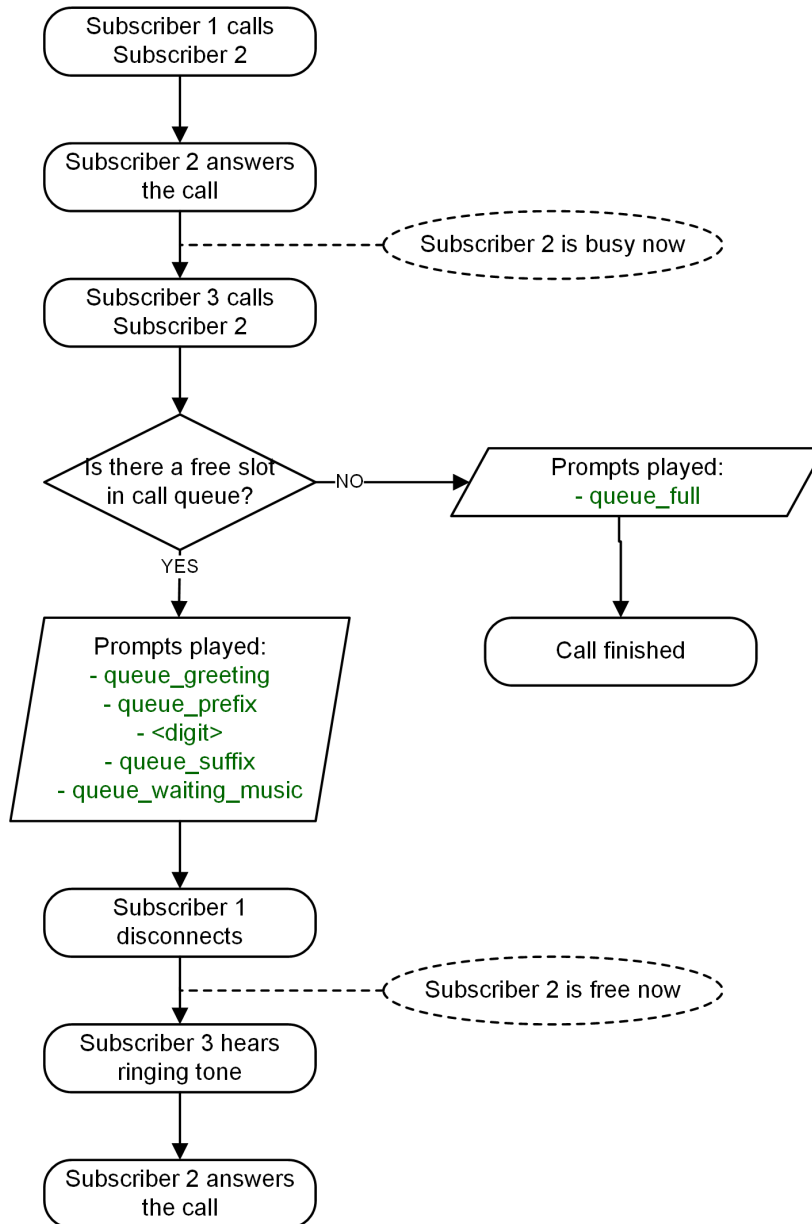 Subscriber 1 calls
Subscriber 2
Subscriber 2 answers
the call
Subscriber 2 is busy now
Subscriber 3 calls
Subscriber 2
Is there a free slot
in call queue?
NO
Prompts played:
- queue_full
YES
Call finished
Prompts played:
- queue_greeting
- queue_prefix
- <digit>
- queue_suffix
- queue_waiting_music
Subscriber 1
disconnects
Subscriber 2 is free now
Subscriber 3 hears
ringing tone
Subscriber 2 answers
the call